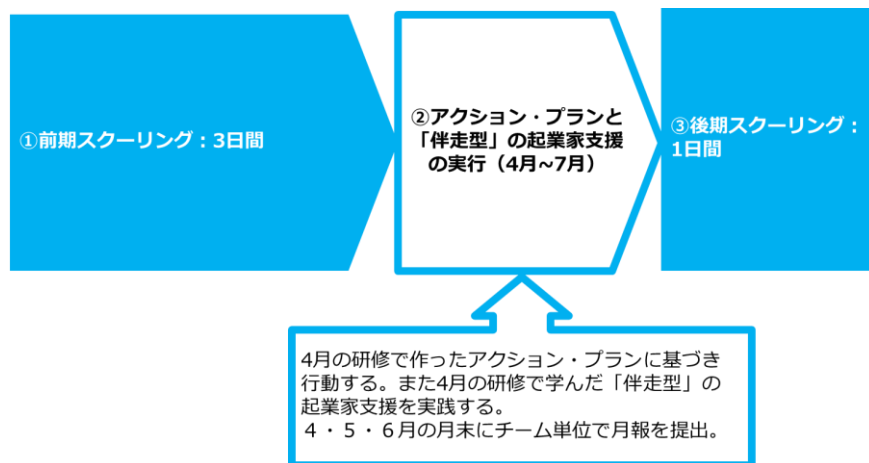 ①前期スクーリング：3日間
②アクション・プランと
「伴走型」の起業家支援
の実行（4月~7月）
③後期スクーリング：
1日間
4月の研修で作ったアクション・プランに基づき
行動する。また4月の研修で学んだ「伴走型」の
起業家支援を実践する。
４・５・６月の月末にチーム単位で月報を提出。